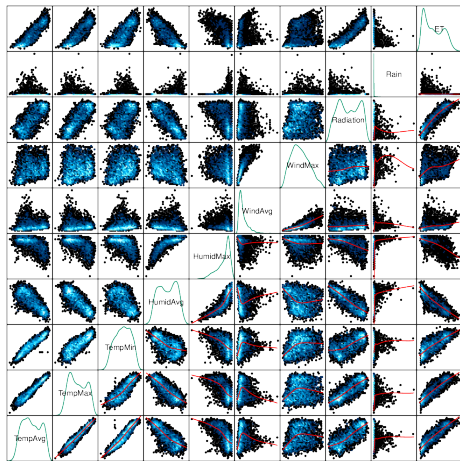 ET
Rain
Radiation
WindMax
WindAvg
HumidMax
HumidAvg
TempMin
TempMax
TempAvg